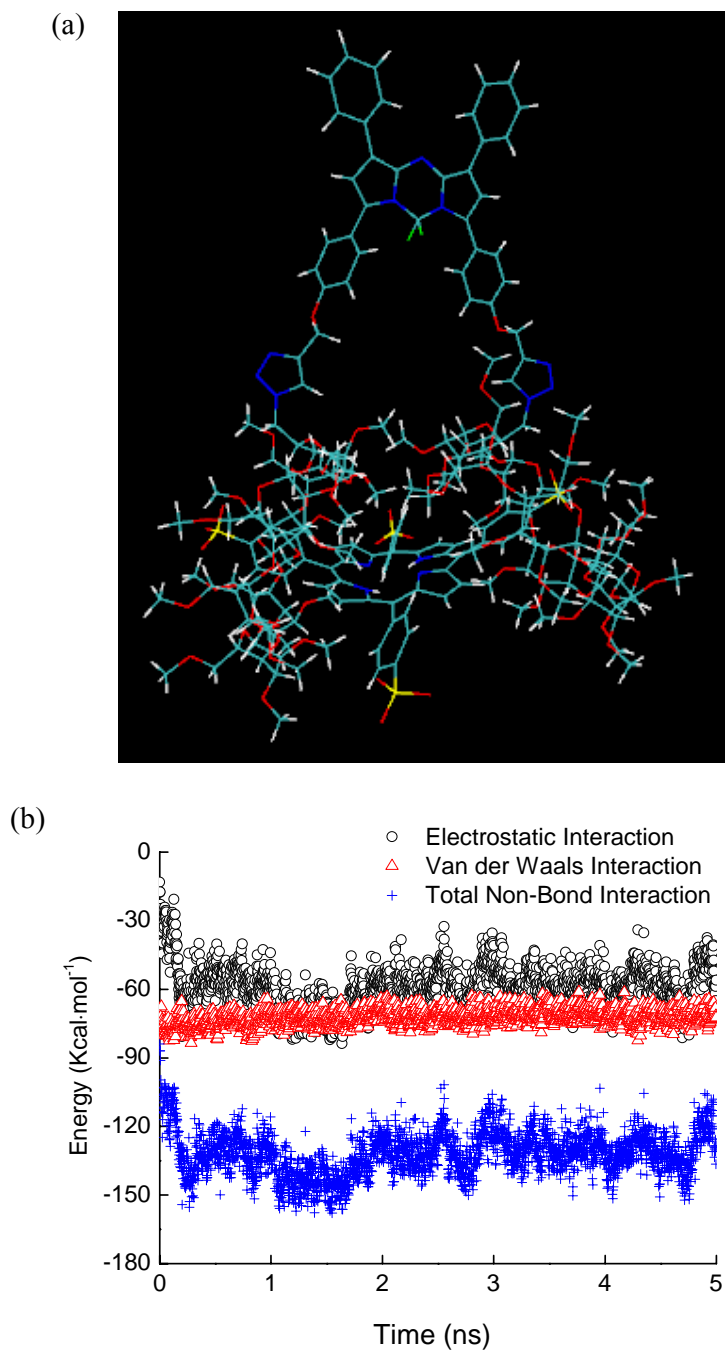 (a)
(b)
Electrostatic Interaction
Van der Waals Interaction
Total Non-Bond Interaction
Energy (Kcal·mol⁻¹)
0
-30
-60
-90
-120
-150
-180
0 1 2 3 4 5
Time (ns)